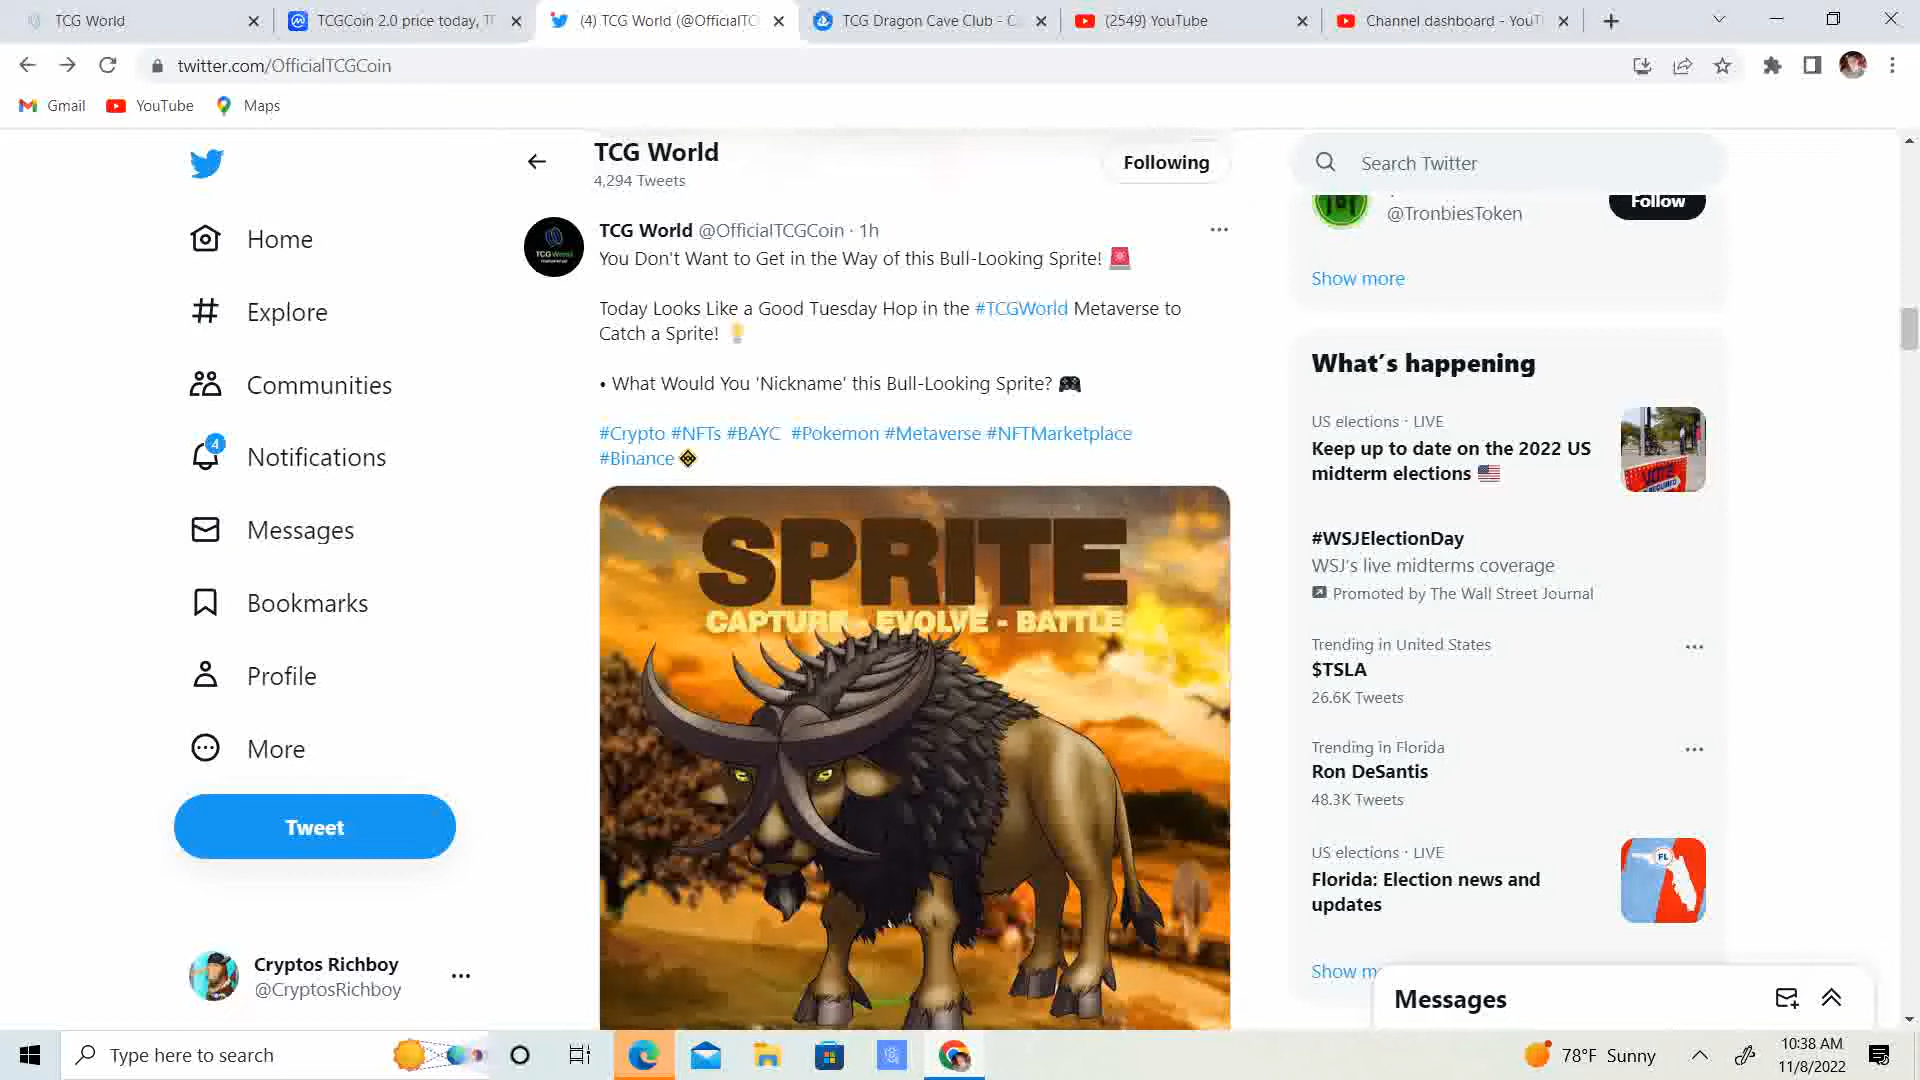 TCG World
TCGCoin 2.0 price today, T
(4) TCG World (@OfficialTC
TCG Dragon Cave Club - C
(2549) YouTube
Channel dashboard - YouT
twitter.com/OfficialTCGCoin
Gmail
YouTube
Maps
TCG World
4,294 Tweets
Following
Home
Explore
Communities
4
Notifications
Messages
Bookmarks
Profile
More
Tweet
Cryptos Richboy
@CryptosRichboy
TCG World @OfficialTCGCoin · 1h
You Don't Want to Get in the Way of this Bull-Looking Sprite! 🚨
Today Looks Like a Good Tuesday Hop in the #TCGWorld Metaverse to
Catch a Sprite! 💡
• What Would You 'Nickname' this Bull-Looking Sprite? 🎮
#Crypto #NFTs #BAYC #Pokemon #Metaverse #NFTMarketplace
#Binance
SPRITE
CAPTURE - EVOLVE - BATTLE
Search Twitter
@TronbiesToken
Follow
Show more
What's happening
US elections · LIVE
Keep up to date on the 2022 US
midterm elections 🇺🇸
VOTE
#WSJElectionDay
WSJ's live midterms coverage
Promoted by The Wall Street Journal
Trending in United States
$TSLA
26.6K Tweets
Trending in Florida
Ron DeSantis
48.3K Tweets
US elections · LIVE
Florida: Election news and
updates
FL
Show m
Messages
Type here to search
78°F Sunny
10:38 AM
11/8/2022